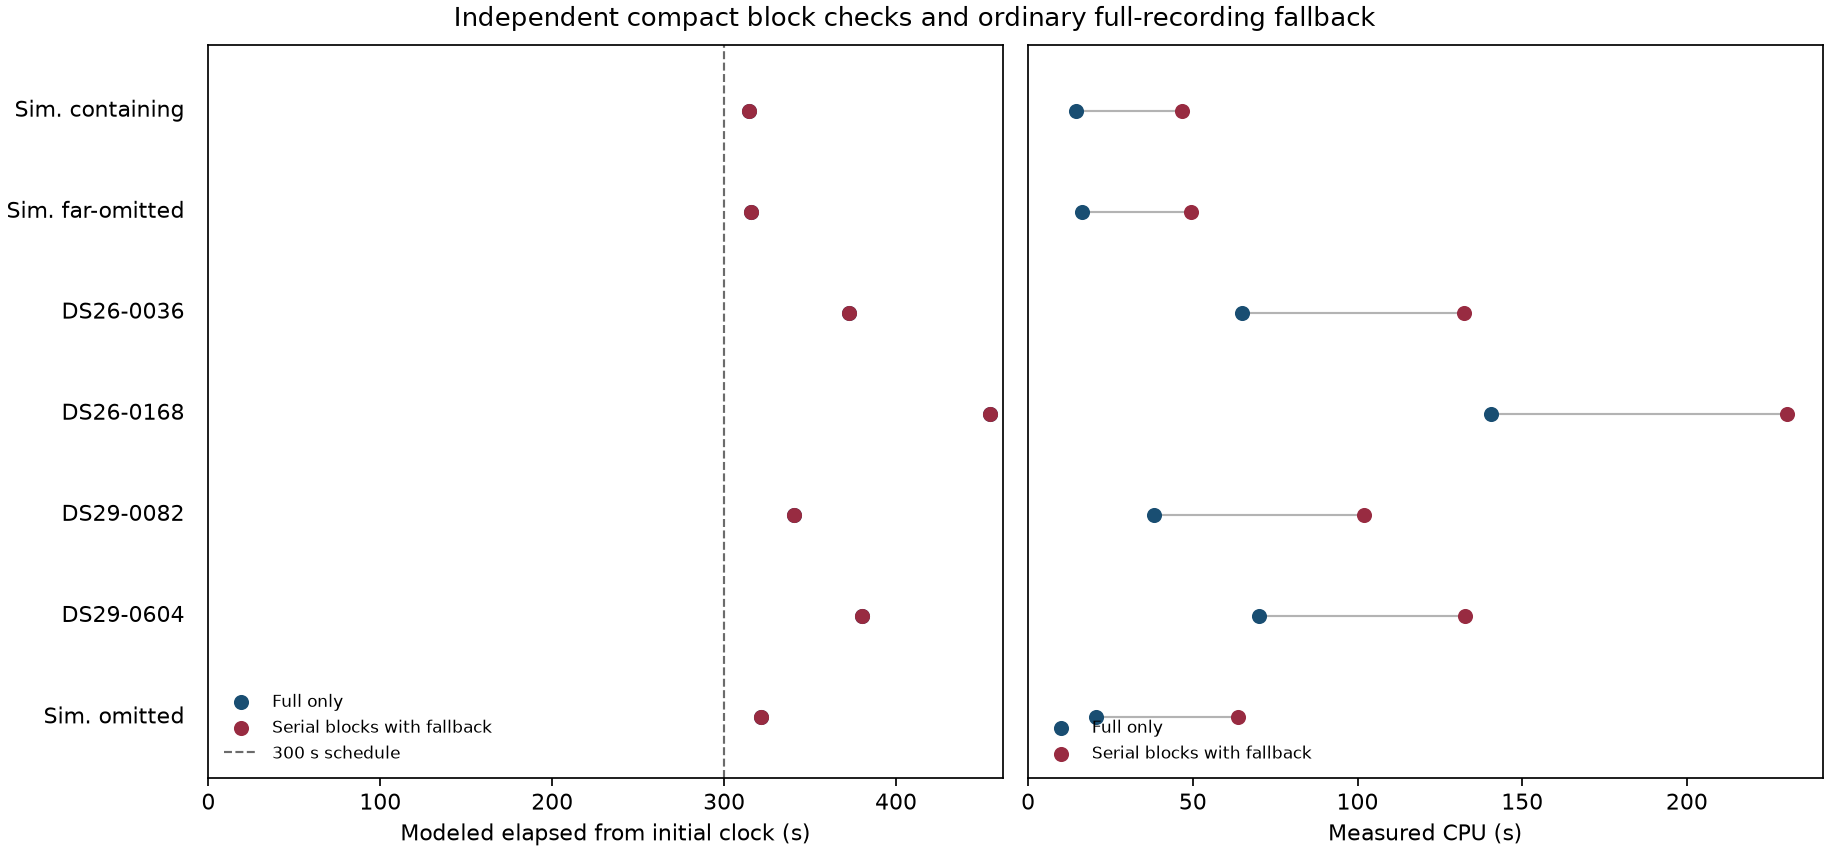 Independent compact block checks and ordinary full-recording fallback
Sim. containing
Sim. far-omitted
DS26-0036
DS26-0168
DS29-0082
DS29-0604
Sim. omitted
Full only
Serial blocks with fallback
300 s schedule
0 100 200 300 400
Modeled elapsed from initial clock (s)
Full only
Serial blocks with fallback
0 50 100 150 200
Measured CPU (s)